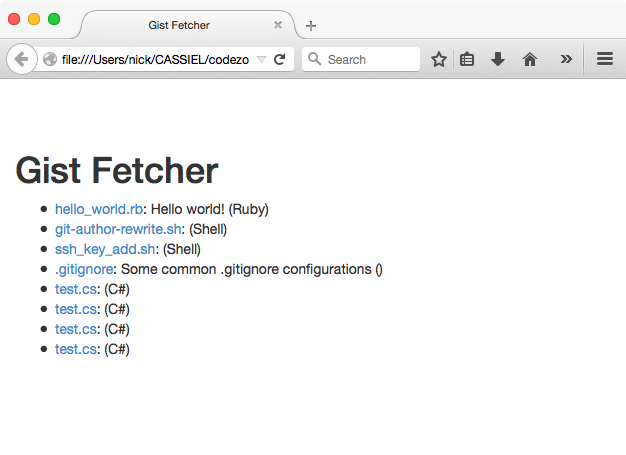 Gist Fetcher
file:///Users/nick/CASSIEL/codezo
Search
Gist Fetcher
hello_world.rb: Hello world! (Ruby)
git-author-rewrite.sh: (Shell)
ssh_key_add.sh: (Shell)
.gitignore: Some common .gitignore configurations ()
test.cs: (C#)
test.cs: (C#)
test.cs: (C#)
test.cs: (C#)